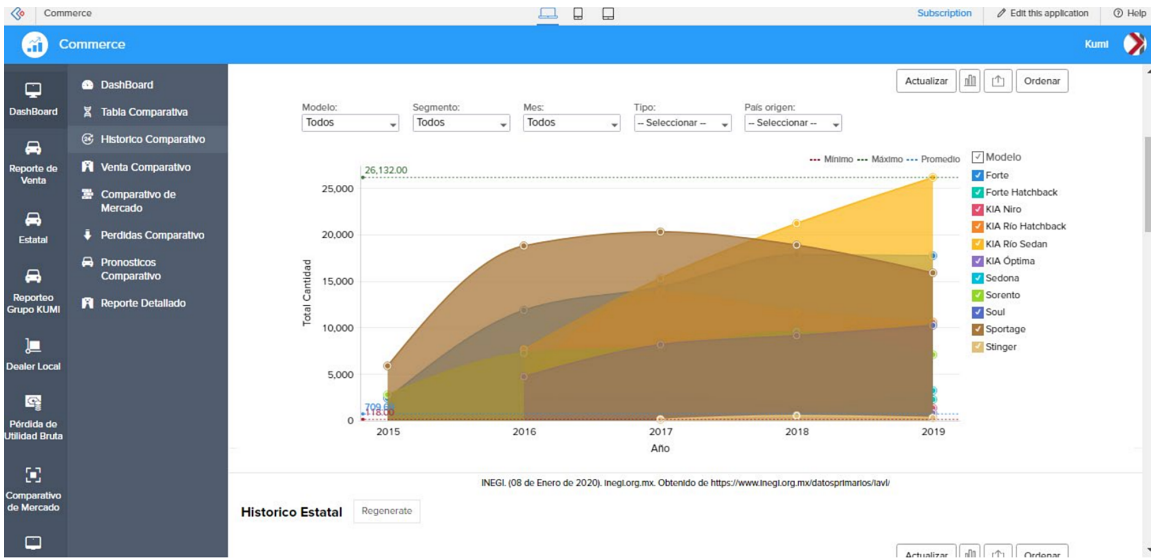 Commerce
Subscription
Edit this application
Help
Commerce
Kumi
DashBoard
Reporte de
Venta
Estatal
Reporteo
Grupo KUMI
Dealer Local
Pérdida de
Utilidad Bruta
Comparativo
de Mercado
DashBoard
Tabla Comparativa
Historico Comparativo
Venta Comparativo
Comparativo de
Mercado
Perdidas Comparativo
Pronosticos
Comparativo
Reporte Detallado
Actualizar
Ordenar
Modelo:
Segmento:
Mes:
Tipo:
País origen:
Todos
Todos
Todos
-- Seleccionar --
-- Seleccionar --
--- Mínimo --- Máximo --- Promedio
26,132.00
25,000
20,000
15,000
10,000
5,000
0
118.00
Total Cantidad
2015
2016
2017
2018
2019
Año
Modelo
Forte
Forte Hatchback
KIA Niro
KIA Río Hatchback
KIA Río Sedan
KIA Óptima
Sedona
Sorento
Soul
Sportage
Stinger
INEGI. (08 de Enero de 2020). inegi.org.mx. Obtenido de https://www.inegi.org.mx/datosprimarios/iavl/
Historico Estatal
Regenerate
Actualizar
Ordenar